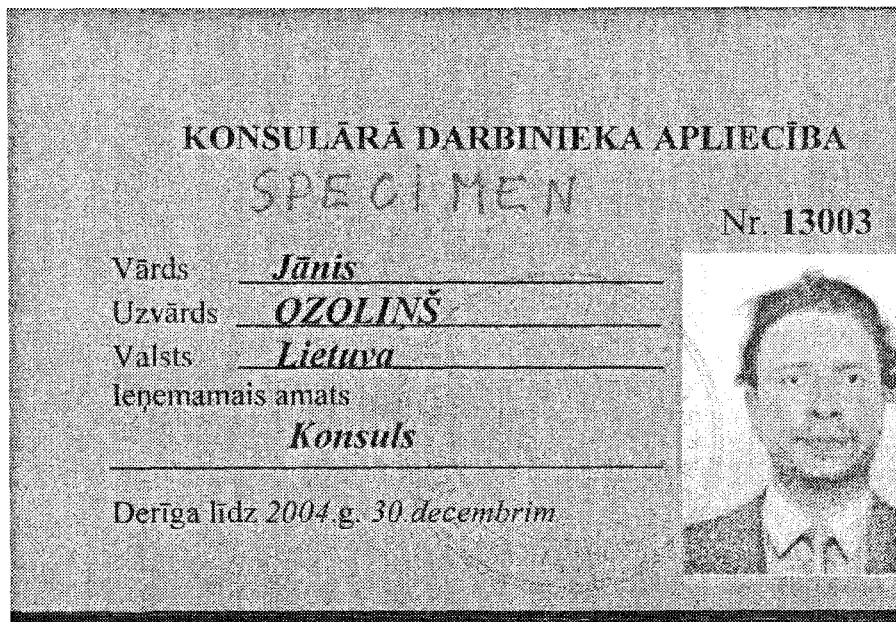 KONSULĀRĀ DARBINIEKA APLIECĪBA
SPECIMEN
Nr. 13003
Vārds Jānis
Uzvārds OZOLIŅŠ
Valsts Lietuva
Ieņemamais amats
Konsuls
Derīga līdz 2004.g. 30.decembrim